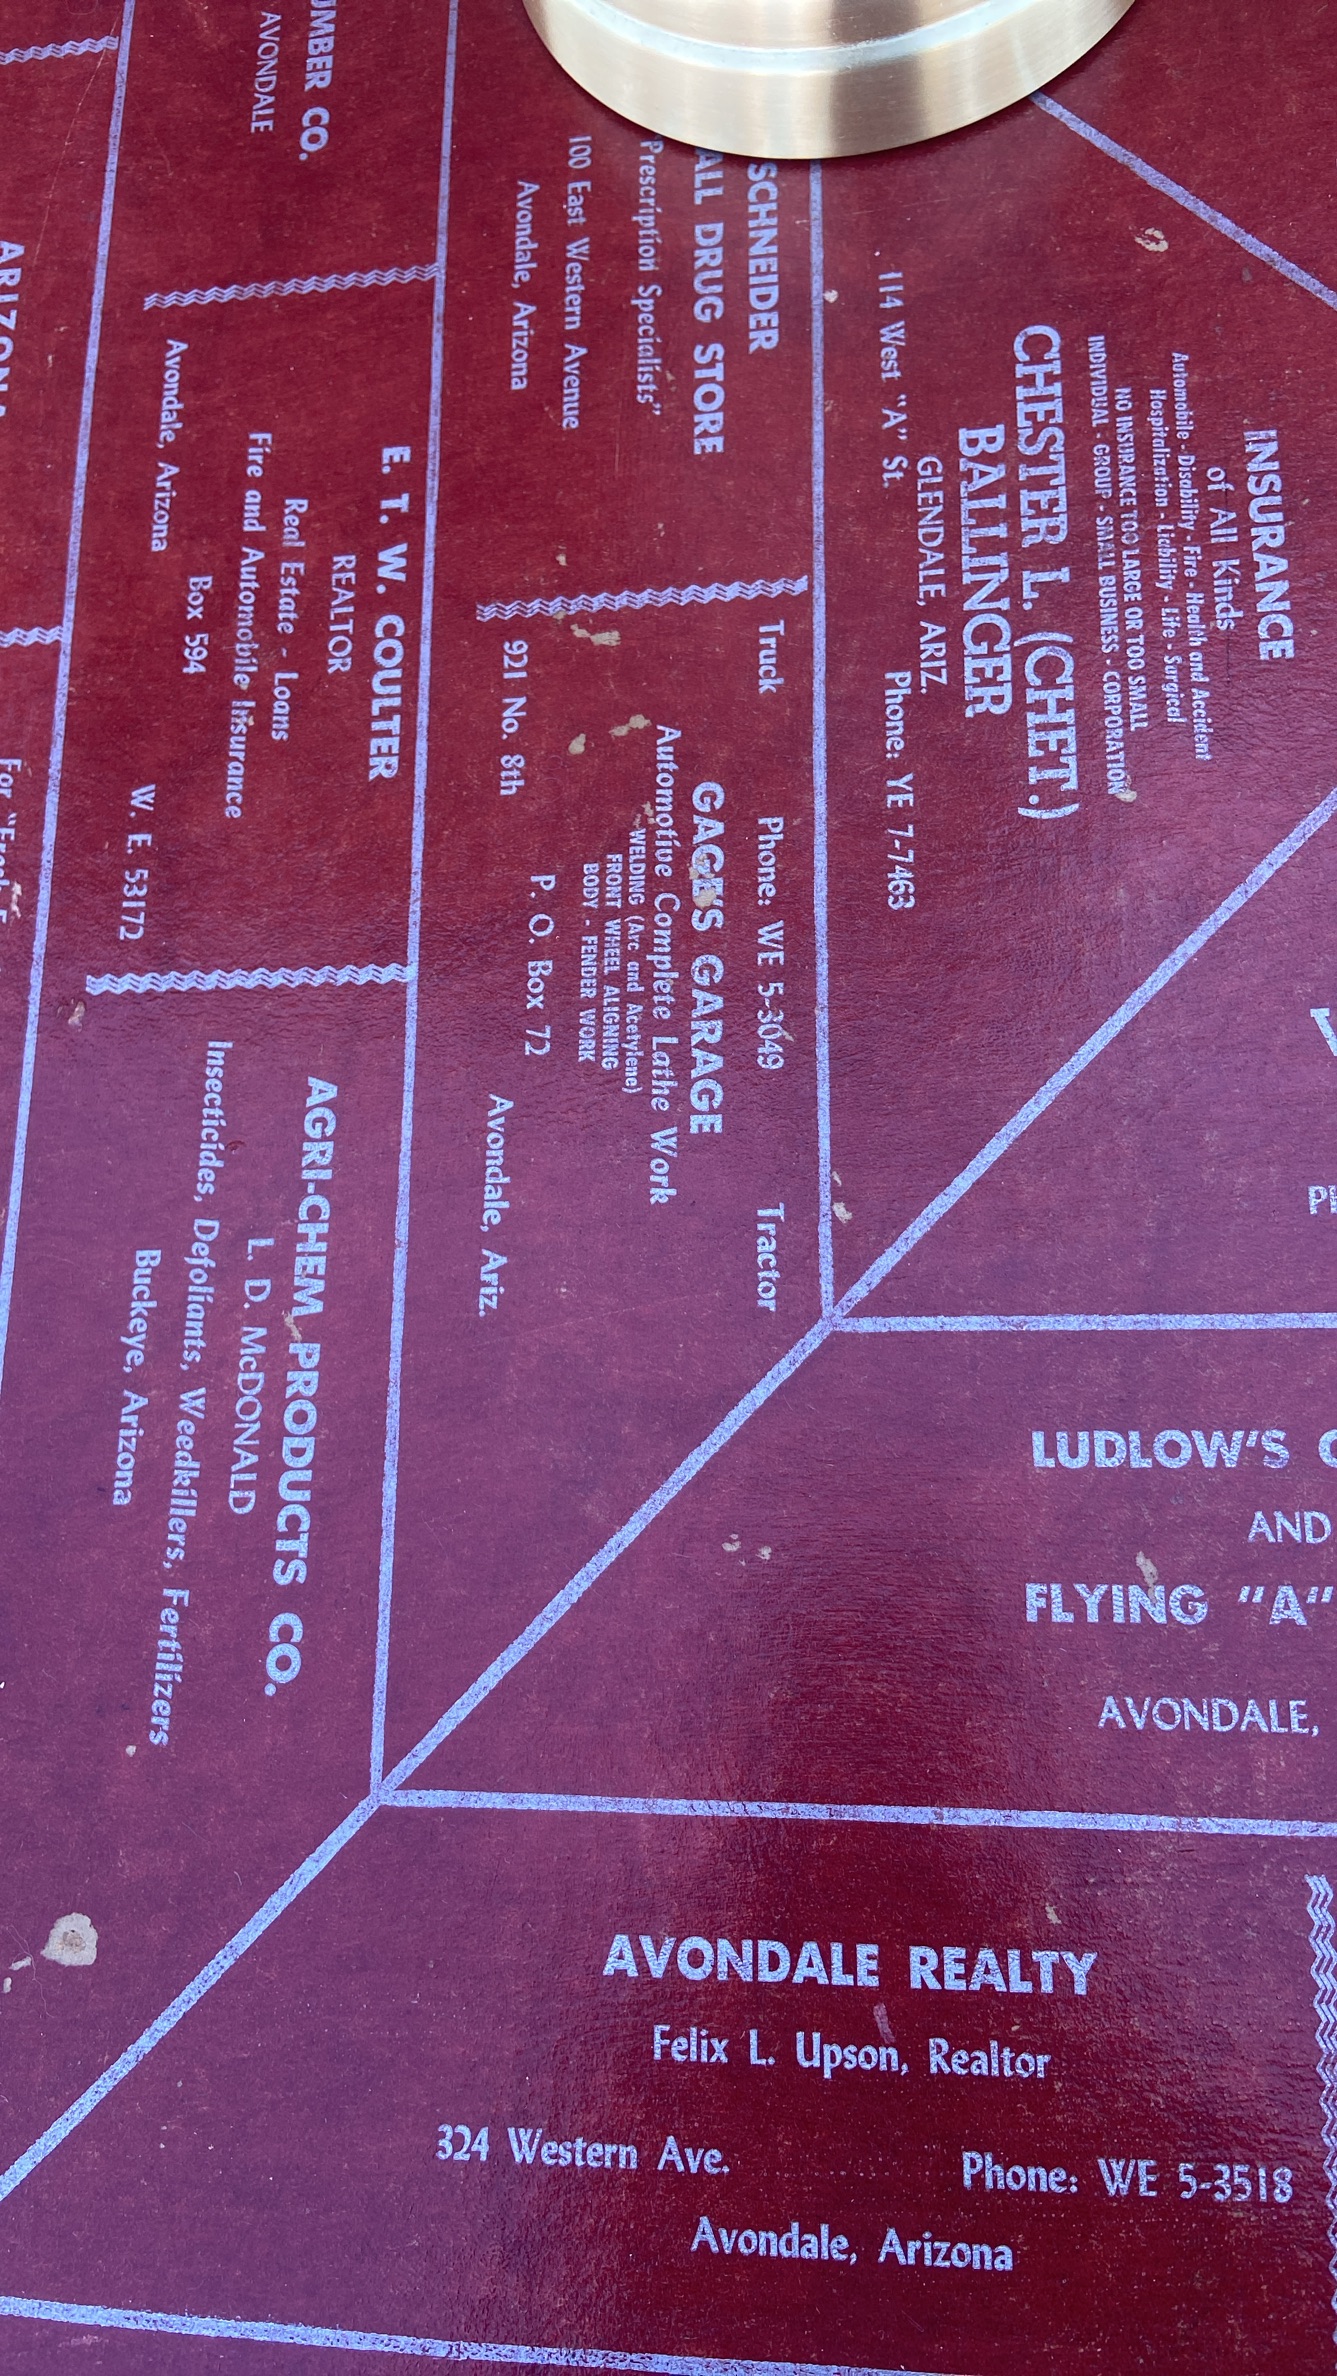 UMBER CO.
AVONDALE
ARIZONA
SCHNEIDER
ALL DRUG STORE
Prescription Specialists"
100 East Western Avenue
Avondale, Arizona
INSURANCE
of All Kinds
Automobile - Disability - Fire - Health and Accident
Hospitalization - Liability - Life - Surgical
NO INSURANCE TOO LARGE OR TOO SMALL
INDIVIDUAL - GROUP - SMALL BUSINESS - CORPORATION
CHESTER L. (CHET.)
BALLINGER
GLENDALE, ARIZ.
114 West "A" St. Phone: YE 7-7463
E. T. W. COULTER
REALTOR
Real Estate - Loans
Fire and Automobile Insurance
Box 594
Avondale, Arizona W. E. 53172
Truck Phone: WE 5-3049 Tractor
GAGE'S GARAGE
Automotive Complete Lathe Work
WELDING (Arc and Acetylene)
FRONT WHEEL ALIGNING
BODY - FENDER WORK
921 No. 8th P. O. Box 72 Avondale, Ariz.
For
AGRI-CHEM PRODUCTS CO.
L. D. McDONALD
Insecticides, Defoliants, Weedkillers, Fertilizers
Buckeye, Arizona
LUDLOW'S
AND
FLYING "A"
AVONDALE,
AVONDALE REALTY
Felix L. Upson, Realtor
324 Western Ave. Phone: WE 5-3518
Avondale, Arizona